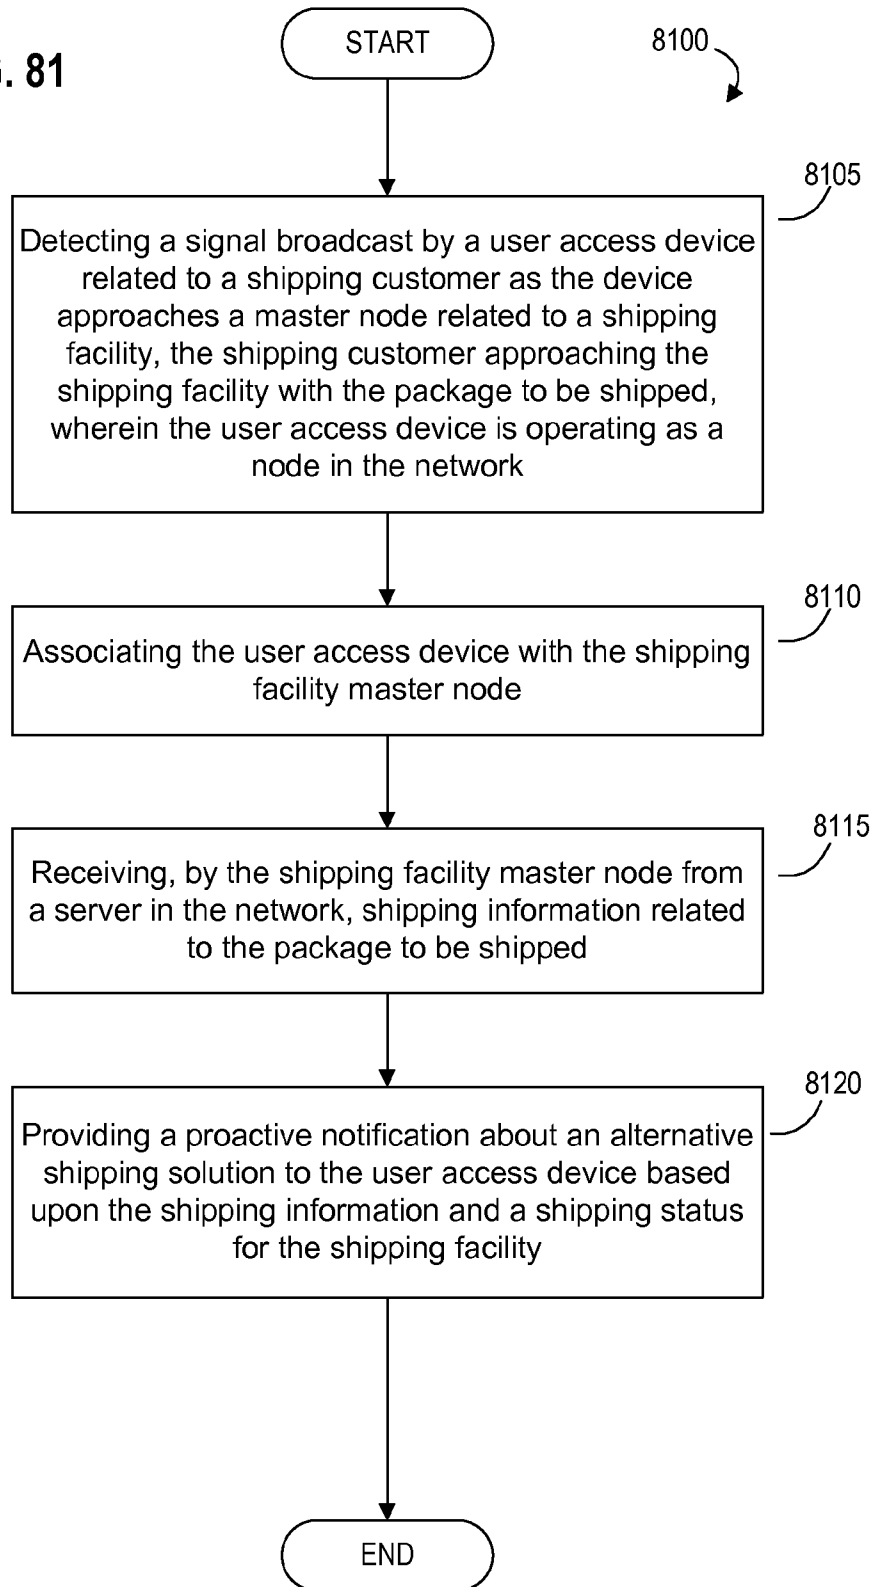 START
8100
. 81
8105
Detecting a signal broadcast by a user access device
related to a shipping customer as the device
approaches a master node related to a shipping
facility, the shipping customer approaching the
shipping facility with the package to be shipped,
wherein the user access device is operating as a
node in the network
8110
Associating the user access device with the shipping
facility master node
8115
Receiving, by the shipping facility master node from
a server in the network, shipping information related
to the package to be shipped
8120
Providing a proactive notification about an alternative
shipping solution to the user access device based
upon the shipping information and a shipping status
for the shipping facility
END